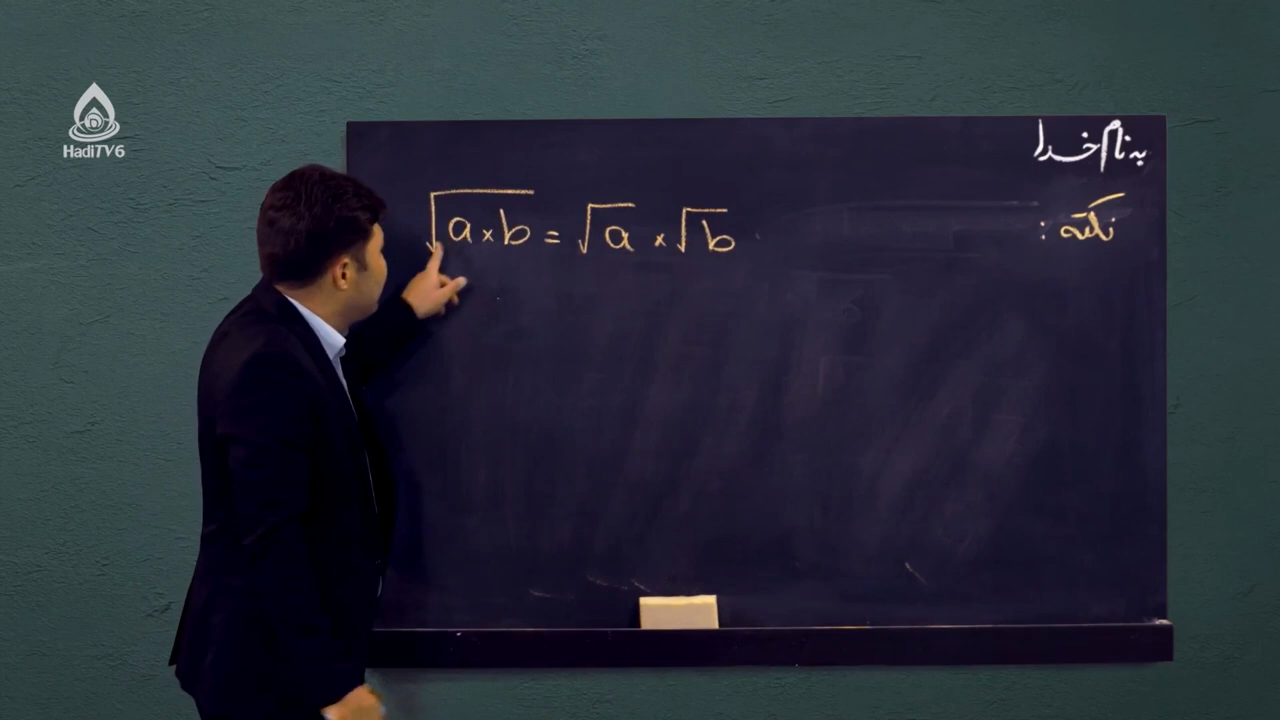 HadiTV6
به نام خدا
نکته :
√a×b = √a × √b